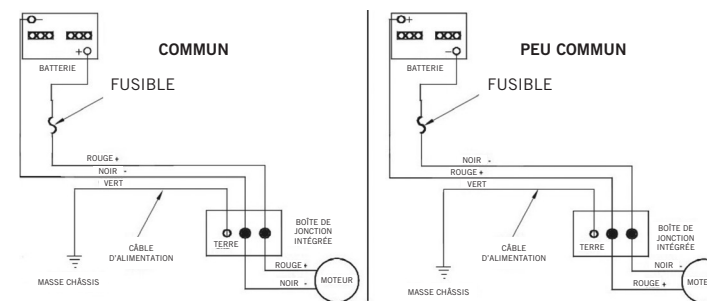 COMMUN
BATTERIE
FUSIBLE
ROUGE +
NOIR -
VERT
CÂBLE
D'ALIMENTATION
TERRE
BOÎTE DE
JONCTION
INTÉGRÉE
ROUGE +
NOIR -
MOTEUR
MASSE CHÂSSIS
PEU COMMUN
BATTERIE
FUSIBLE
NOIR -
ROUGE +
VERT
CÂBLE
D'ALIMENTATION
TERRE
BOÎTE DE
JONCTION
INTÉGRÉE
NOIR -
ROUGE +
MOTE
MASSE CHÂSSIS